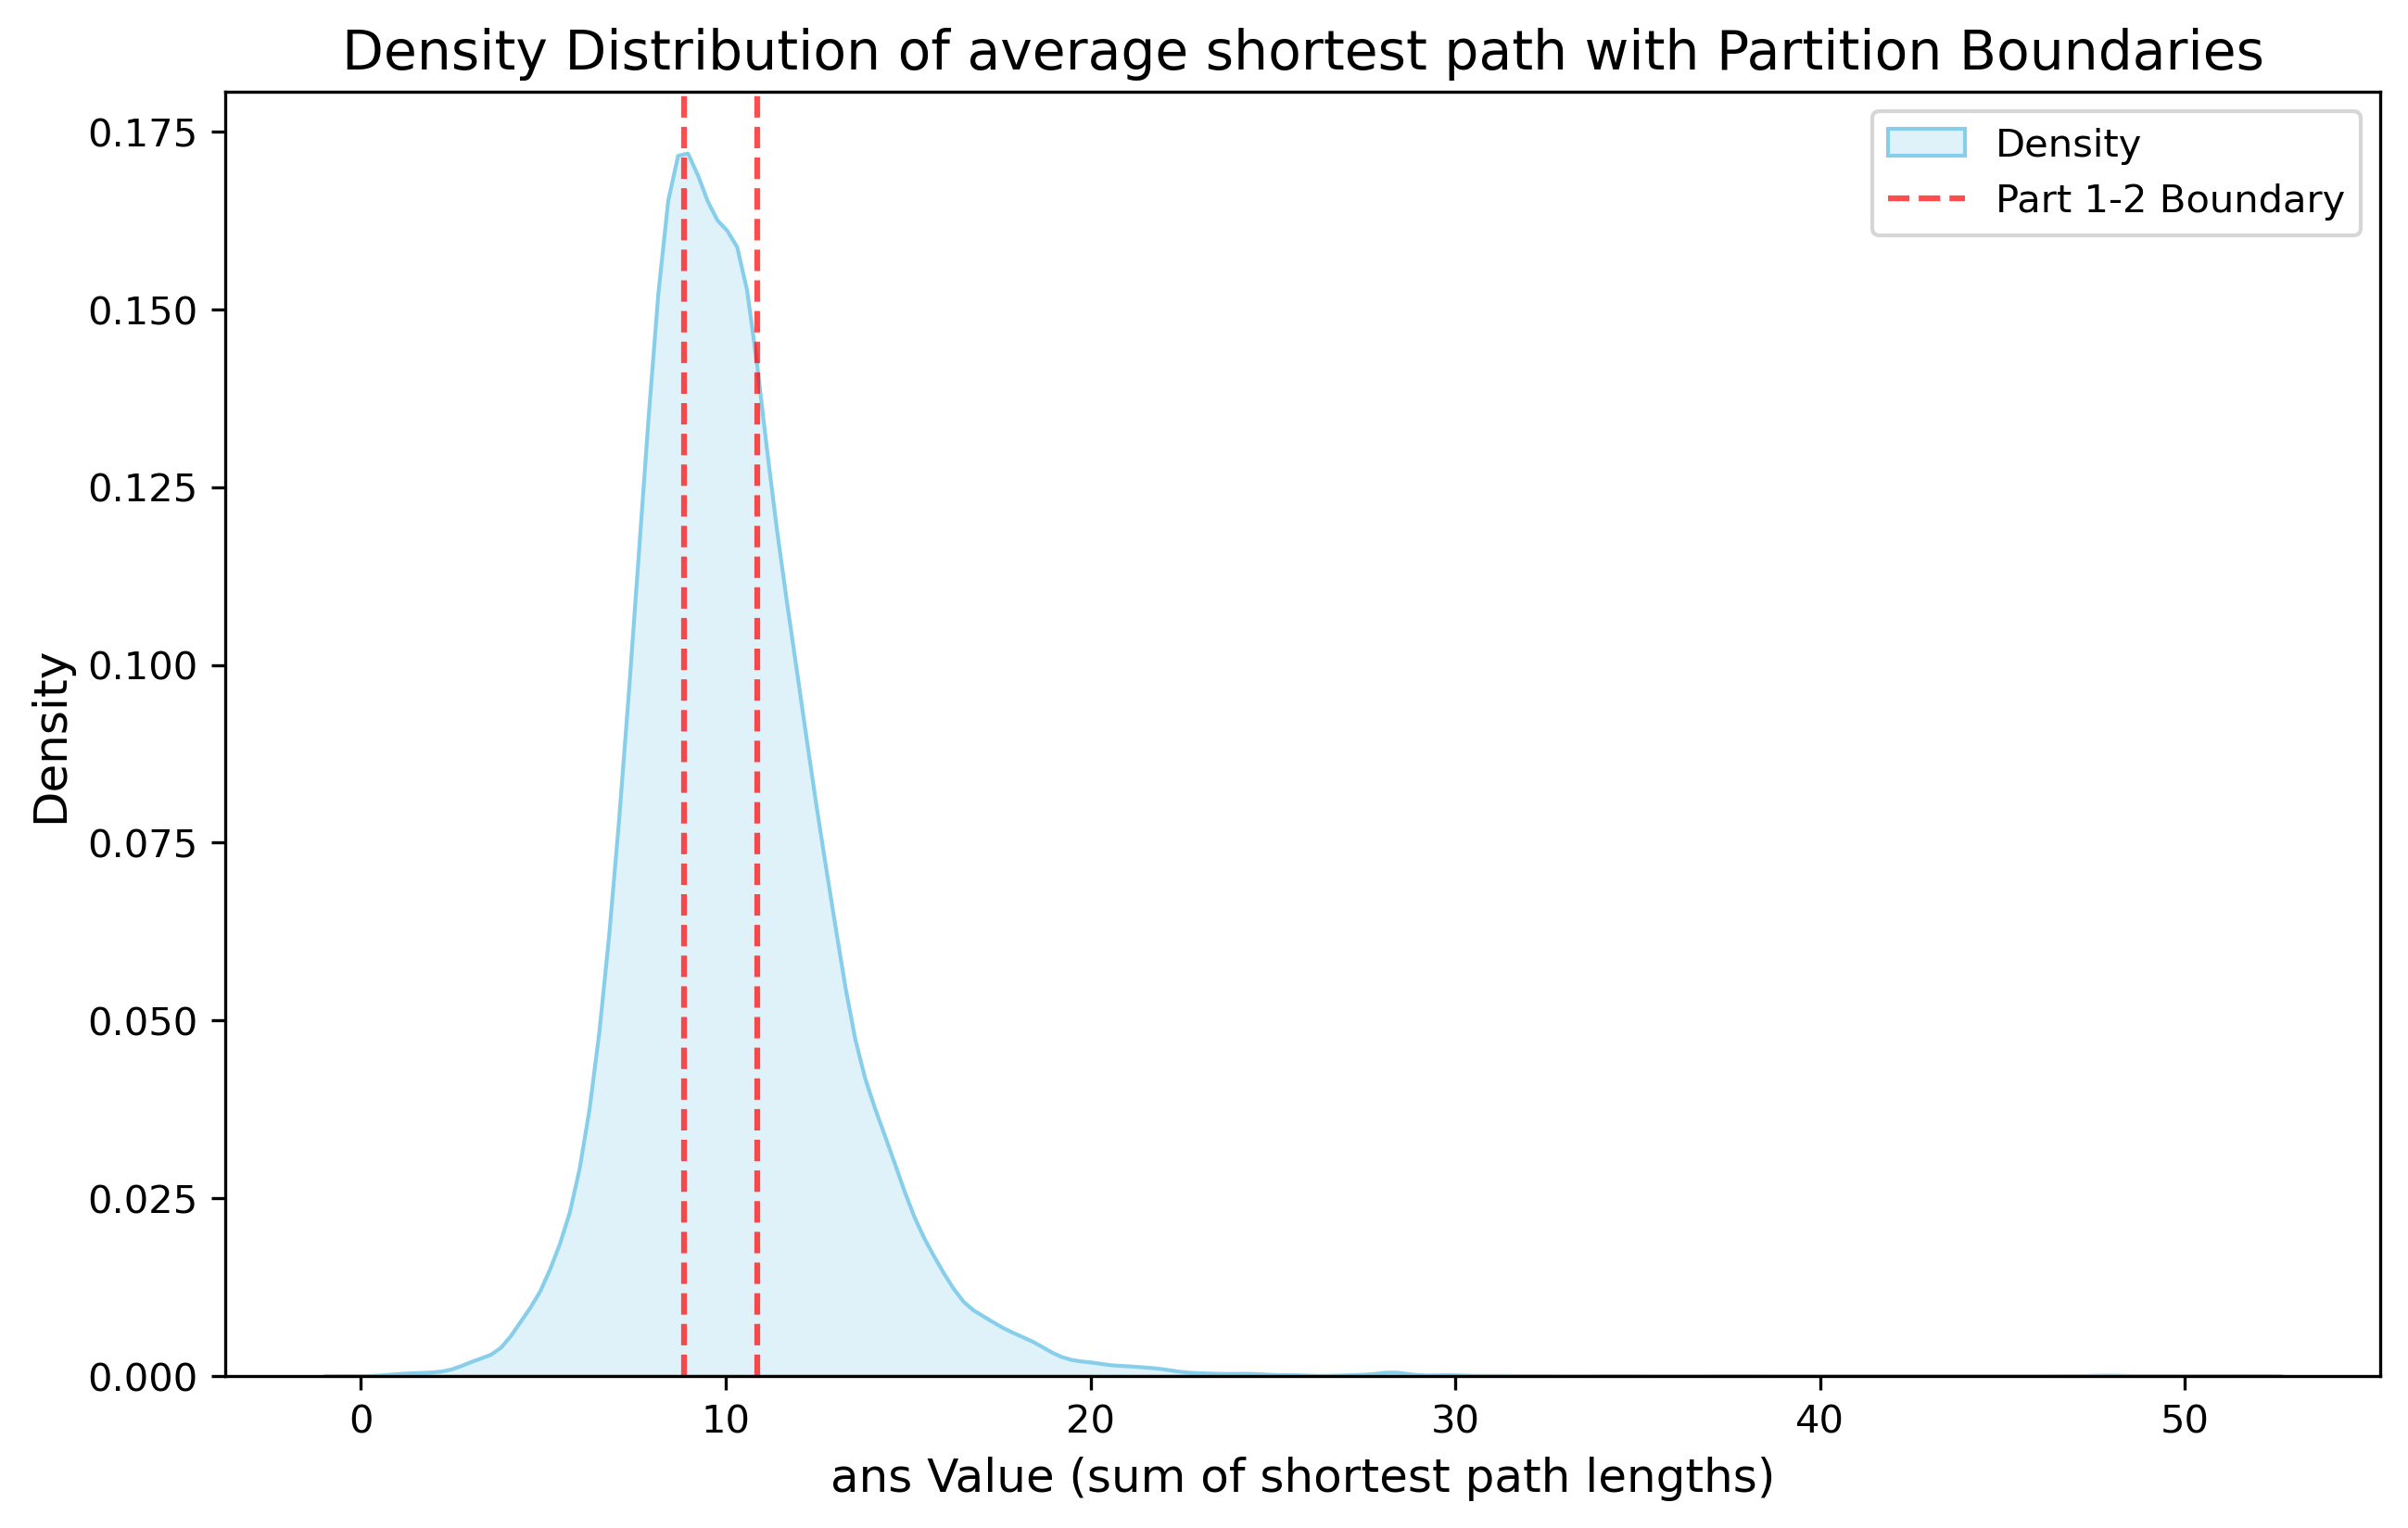 Density Distribution of average shortest path with Partition Boundaries
Density
Part 1-2 Boundary
Density
0.175
0.150
0.125
0.100
0.075
0.050
0.025
0.000
0 10 20 30 40 50
ans Value (sum of shortest path lengths)